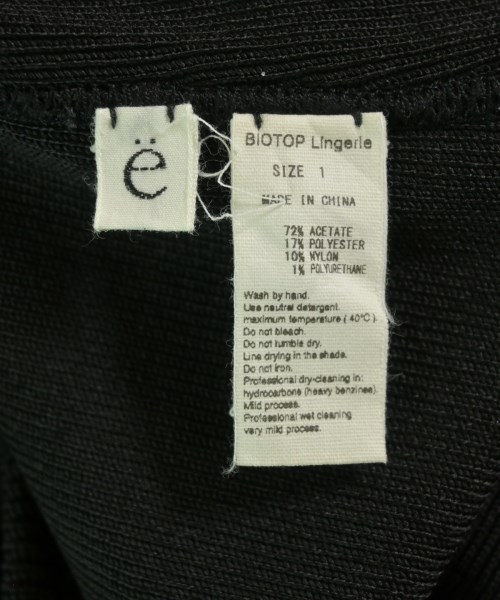 ë
BIOTOP Lingerie
SIZE 1
MADE IN CHINA
72% ACETATE
17% POLYESTER
10% NYLON
1% POLYURETHANE
Wash by hand.
Use neutral detergent.
maximum temperature ( 40°C ).
Do not bleach.
Do not tumble dry.
Line drying in the shade.
Do not iron.
Professional dry-cleaning in:
hydrocarbons (heavy benzines).
Mild process.
Professional wet cleaning
very mild process.